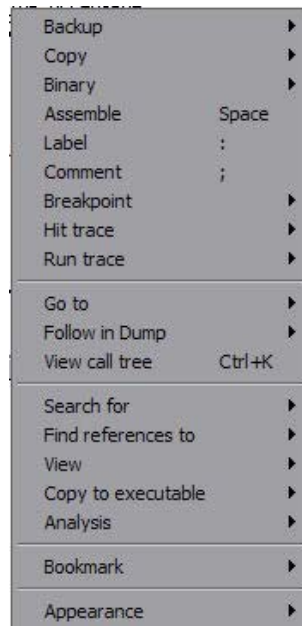 Backup
Copy
Binary
Assemble Space
Label :
Comment ;
Breakpoint
Hit trace
Run trace
Go to
Follow in Dump
View call tree Ctrl+K
Search for
Find references to
View
Copy to executable
Analysis
Bookmark
Appearance